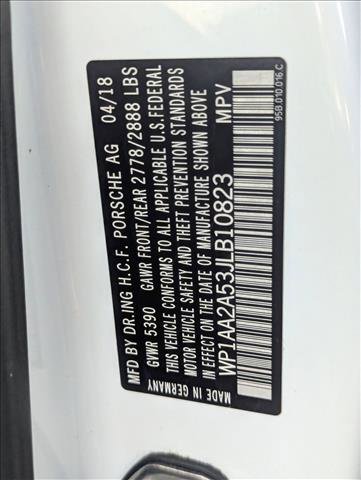 MFD BY DR.ING H.C.F. PORSCHE AG 04/18
GVWR 5390 GAWR FRONT/REAR 2778/2888 LBS
THIS VEHICLE CONFORMS TO ALL APPLICABLE U.S.FEDERAL
MOTOR VEHICLE SAFETY AND THEFT PREVENTION STANDARDS
IN EFFECT ON THE DATE OF MANUFACTURE SHOWN ABOVE
WP1AA2A53JLB10823 MPV
MADE IN GERMANY
95B.010.016 C